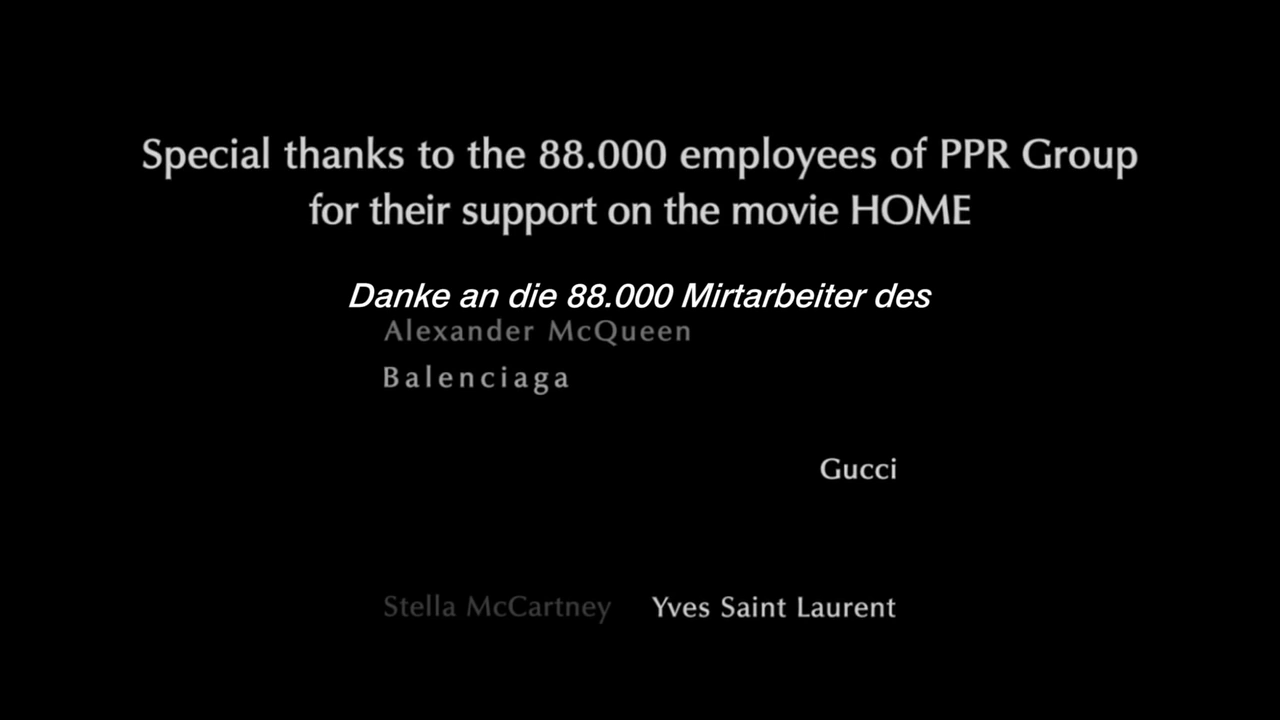 Special thanks to the 88.000 employees of PPR Group
for their support on the movie HOME
Danke an die 88.000 Mirtarbeiter des
Alexander McQueen
Balenciaga
Gucci
Stella McCartney Yves Saint Laurent